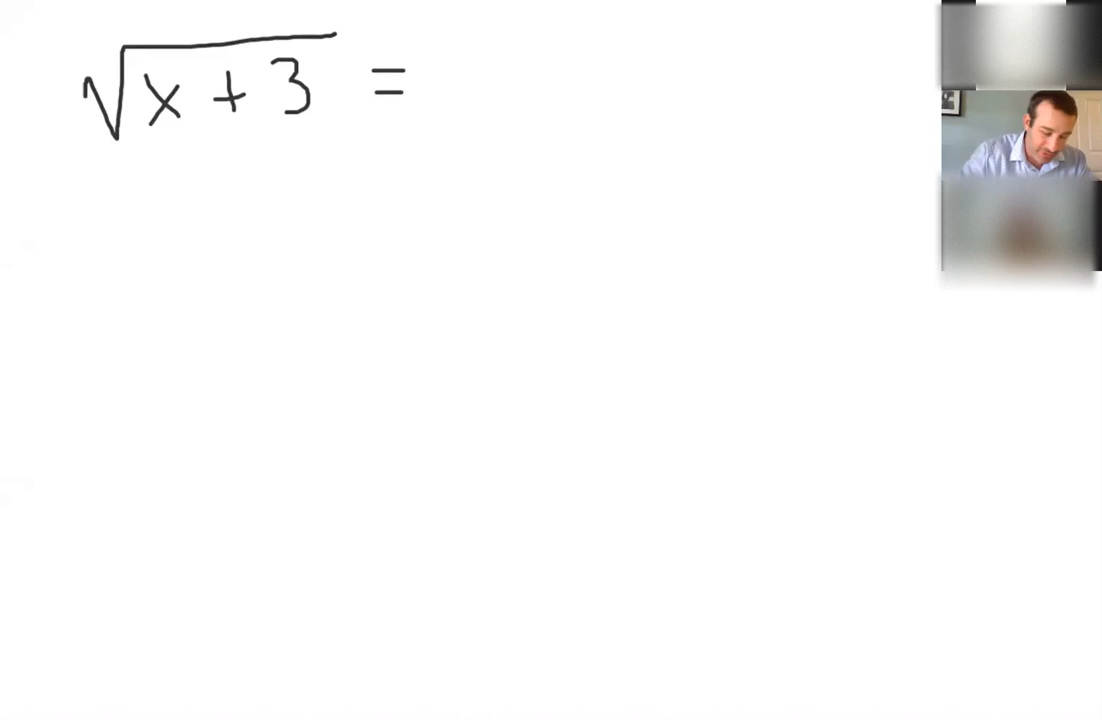 √(x + 3) =